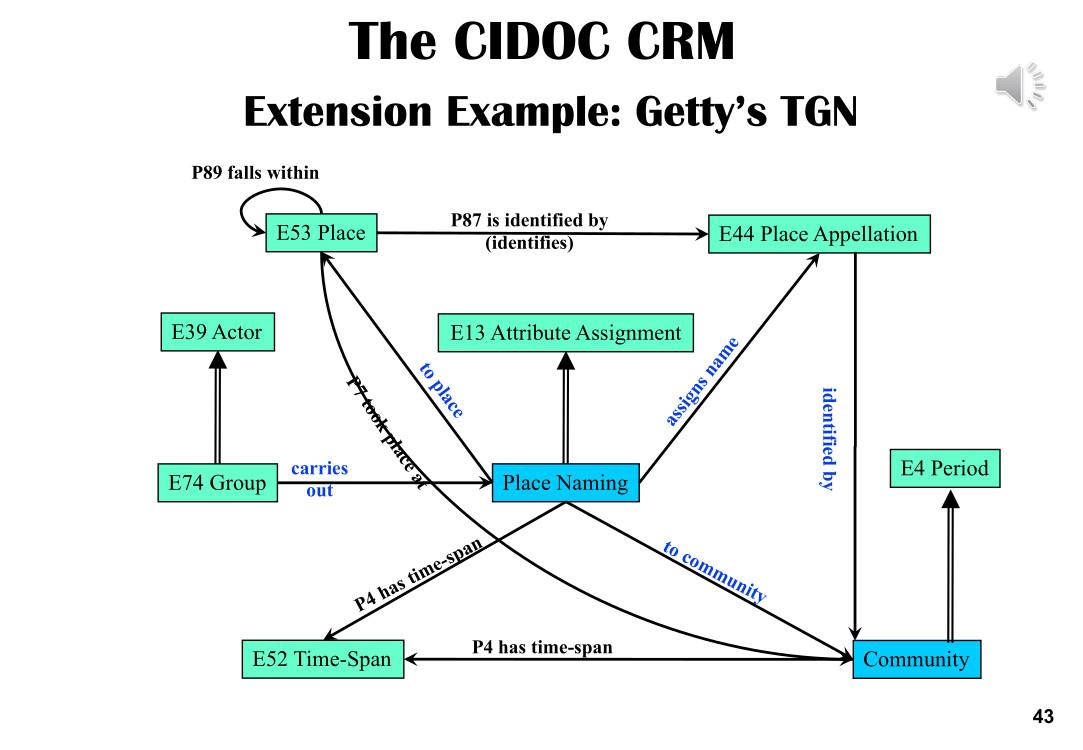 The CIDOC CRM
Extension Example: Getty’s TGN
P89 falls within
E53 Place
P87 is identified by
(identifies)
E44 Place Appellation
E39 Actor
E13 Attribute Assignment
to place
assigns name
P7 took place at
identified by
E74 Group
carries
out
Place Naming
E4 Period
P4 has time-span
to community
E52 Time-Span
P4 has time-span
Community
43